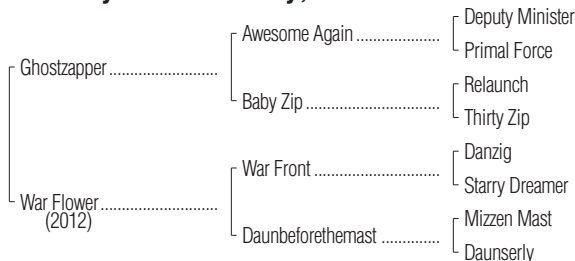 Deputy Minister
Awesome Again
Primal Force
Ghostzapper
Relaunch
Baby Zip
Thirty Zip
Danzig
War Front
Starry Dreamer
War Flower
(2012)
Mizzen Mast
Daunbeforethemast
Daunserly